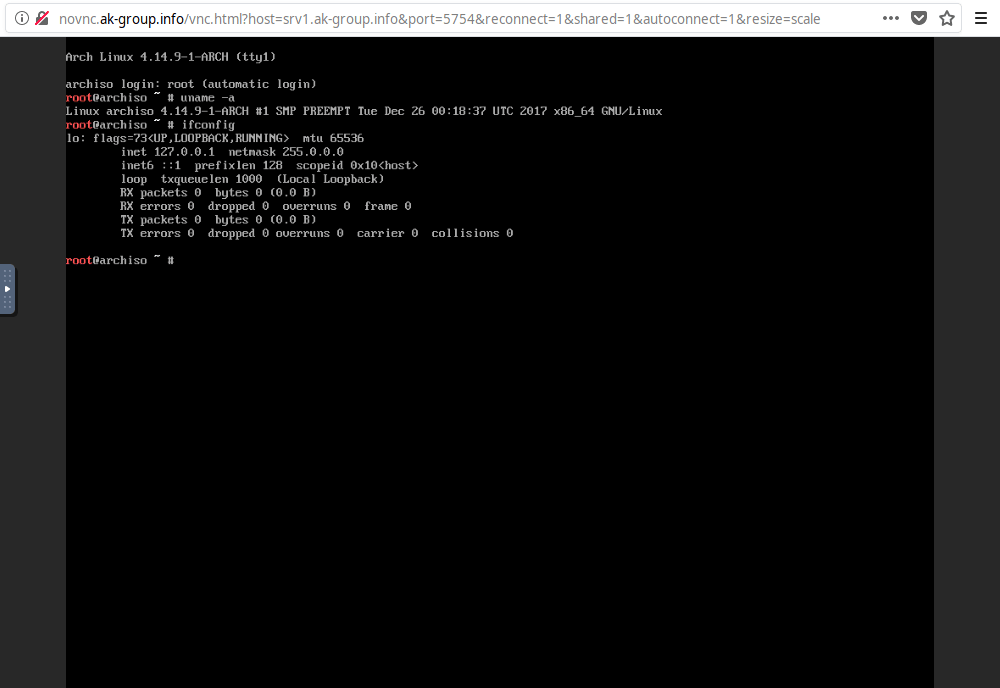 novnc.ak-group.info/vnc.html?host=srv1.ak-group.info&port=5754&reconnect=1&shared=1&autoconnect=1&resize=scale
Arch Linux 4.14.9-1-ARCH (tty1)
archiso login: root (automatic login)
root@archiso ~ # uname -a
Linux archiso 4.14.9-1-ARCH #1 SMP PREEMPT Tue Dec 26 00:18:37 UTC 2017 x86_64 GNU/Linux
root@archiso ~ # ifconfig
lo: flags=73<UP,LOOPBACK,RUNNING>  mtu 65536
inet 127.0.0.1  netmask 255.0.0.0
inet6 ::1  prefixlen 128  scopeid 0x10<host>
loop  txqueuelen 1000  (Local Loopback)
RX packets 0  bytes 0 (0.0 B)
RX errors 0  dropped 0  overruns 0  frame 0
TX packets 0  bytes 0 (0.0 B)
TX errors 0  dropped 0 overruns 0  carrier 0  collisions 0
root@archiso ~ #